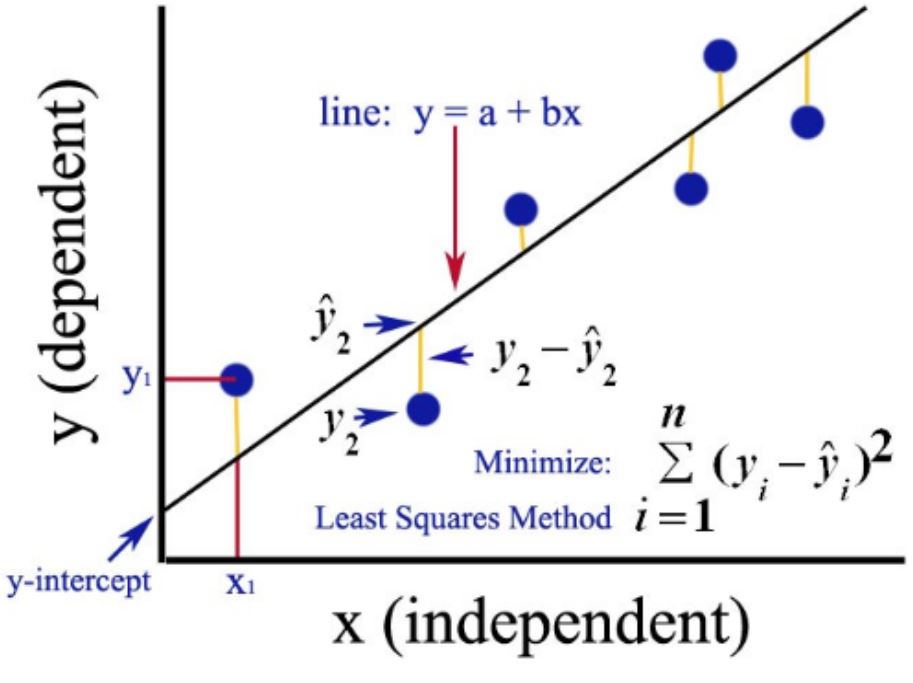 y (dependent)
line: y = a + bx
ŷ₂
y₂ − ŷ₂
y₁
y₂
Minimize:
n
Σ (yᵢ − ŷᵢ)²
i = 1
Least Squares Method
y-intercept
x₁
x (independent)